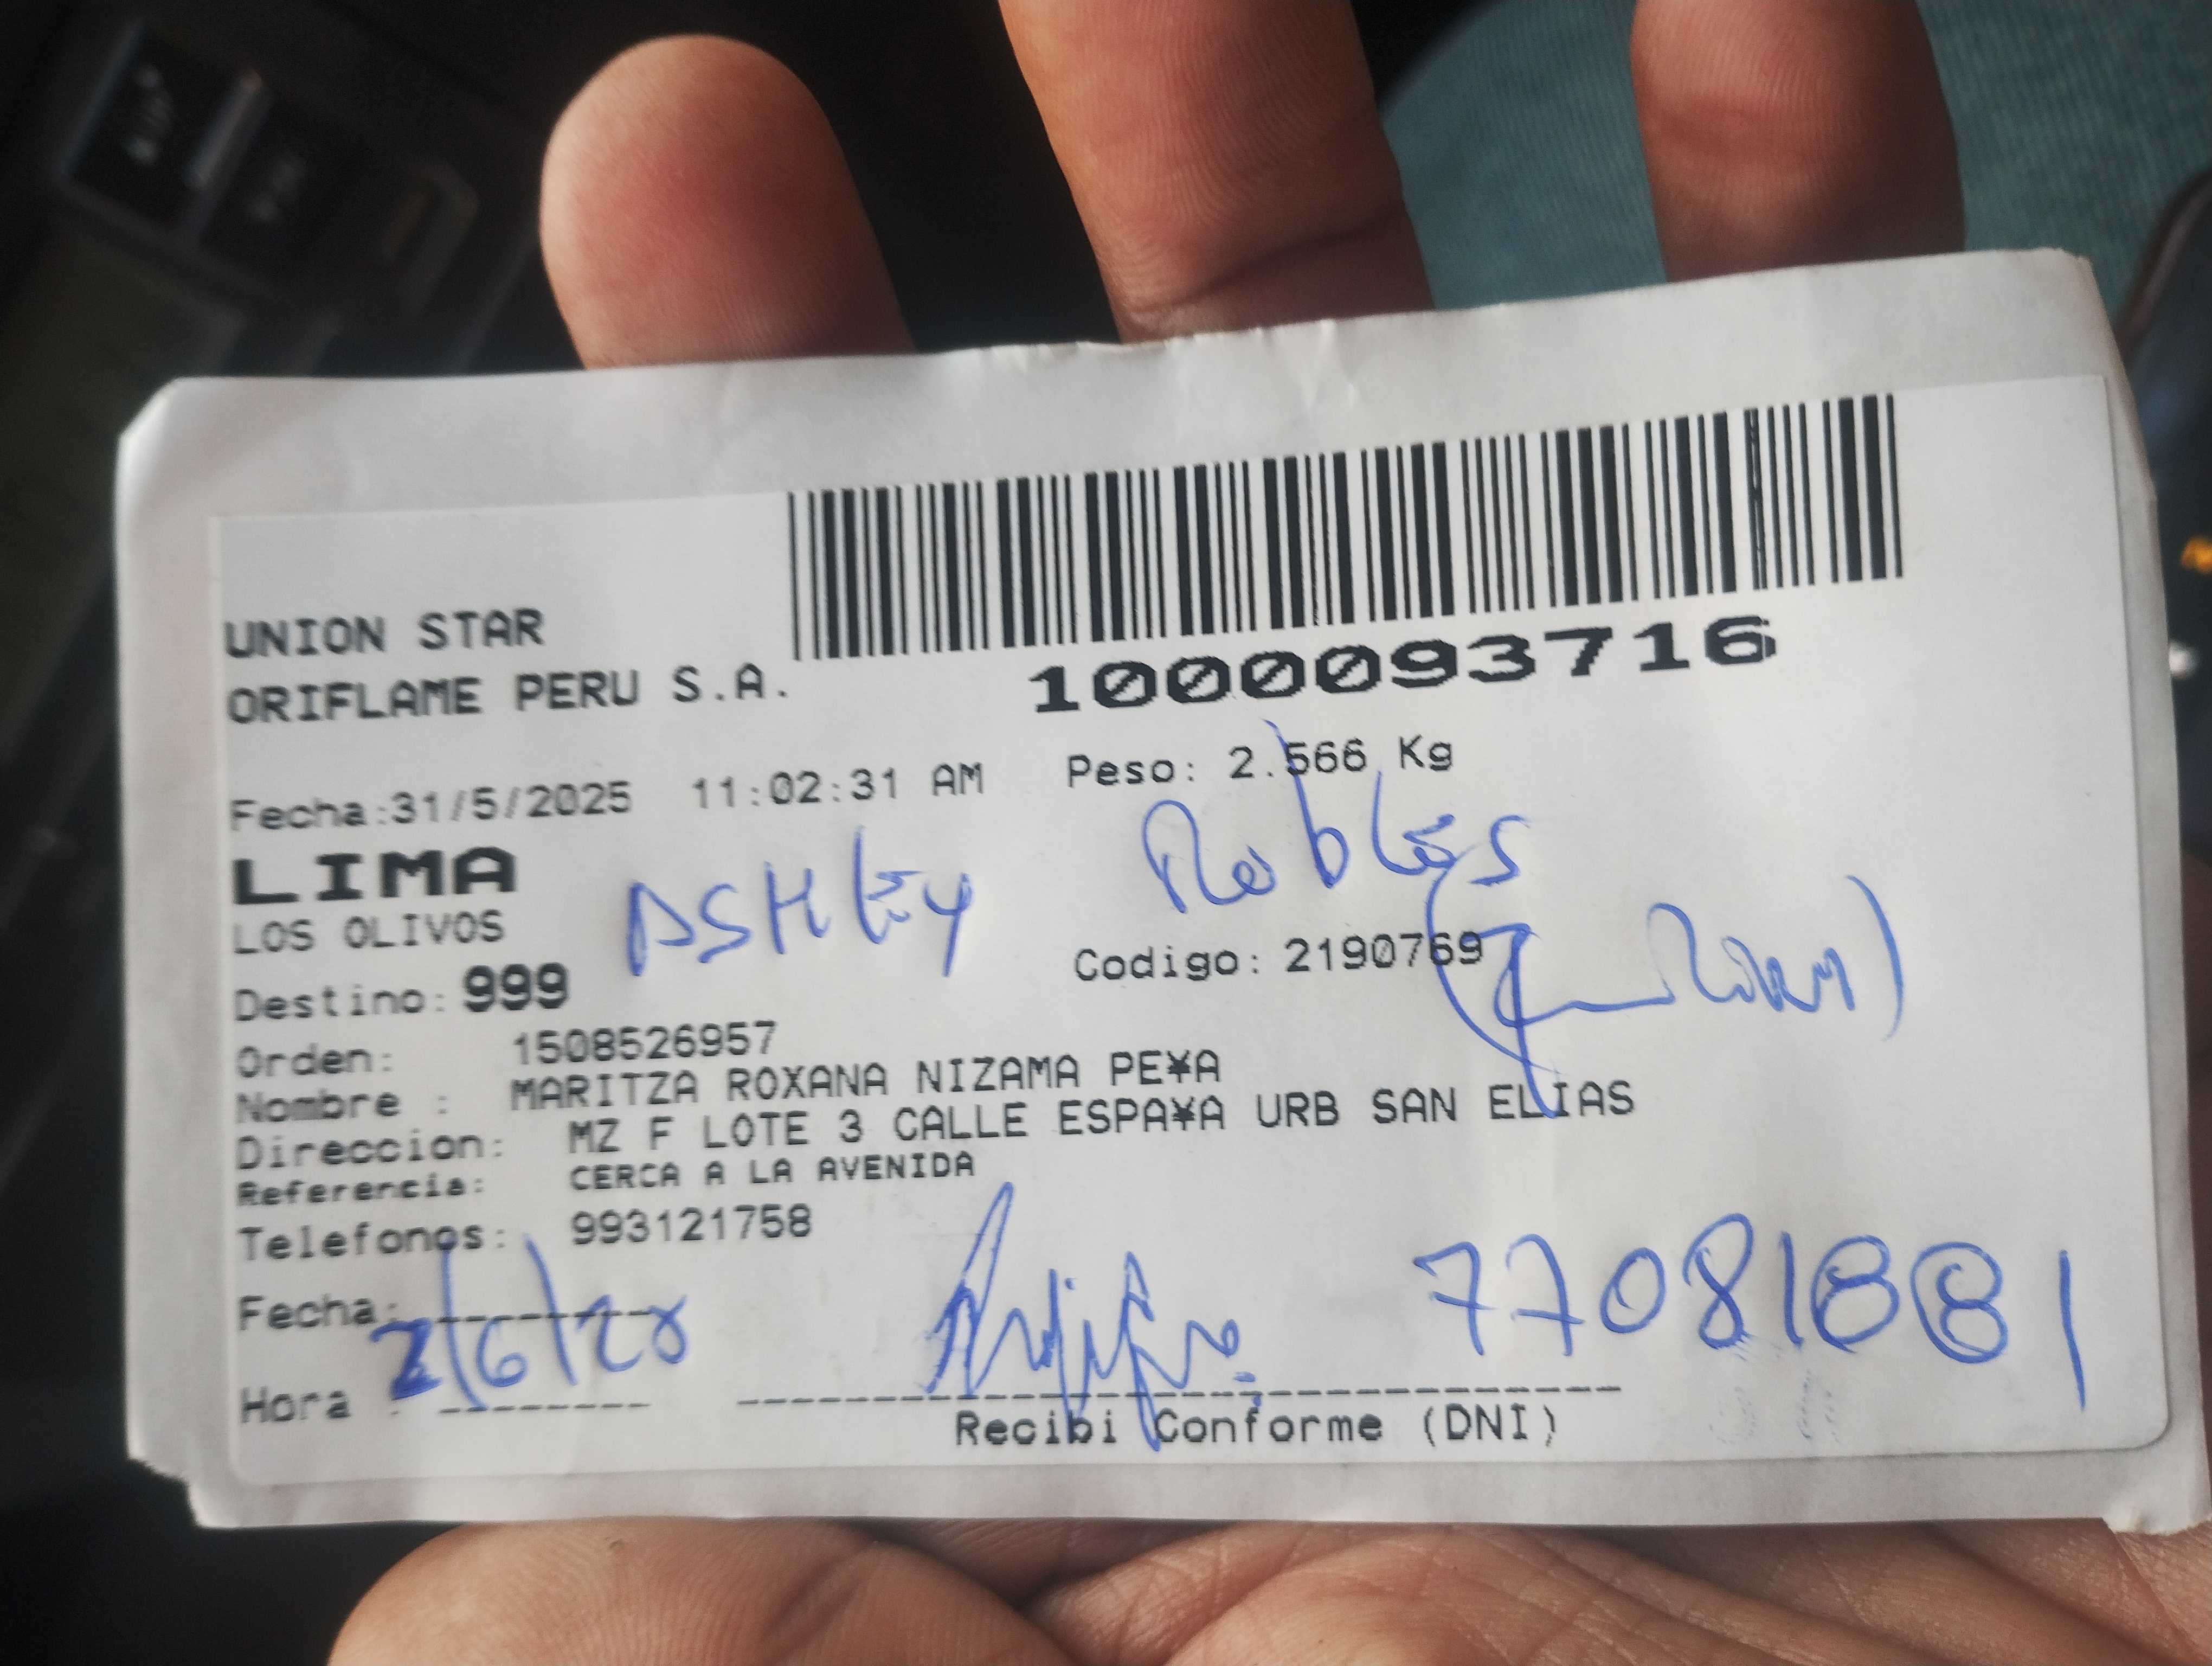 UNION STAR
ORIFLAME PERU S.A.
1000093716
Fecha:31/5/2025 11:02:31 AM Peso: 2.566 Kg
LIMA
ASHLEy Robles
LOS OLIVOS
Codigo: 2190769
Destino: 999
Orden: 1508526957
Nombre : MARITZA ROXANA NIZAMA PE¥A
Direccion: MZ F LOTE 3 CALLE ESPA¥A URB SAN ELIAS
Referencia: CERCA A LA AVENIDA
Telefonos: 993121758
Fecha: 2/6/25
77081881
Hora :
Recibi Conforme (DNI)